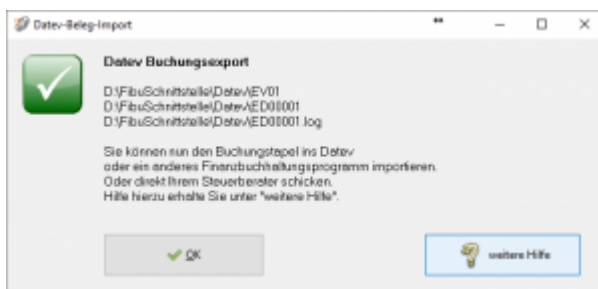 Datev-Beleg-Import
Datev Buchungsexport
D:\FibuSchnittstelle\Datev\EV01
D:\FibuSchnittstelle\Datev\ED00001
D:\FibuSchnittstelle\Datev\ED00001.log
Sie können nun den Buchungstapel ins Datev
oder ein anderes Finanzbuchhaltungsprogramm importieren.
Oder direkt Ihrem Steuerberater schicken.
Hilfe hierzu erhalte Sie unter "weitere Hilfe".
OK
weitere Hilfe